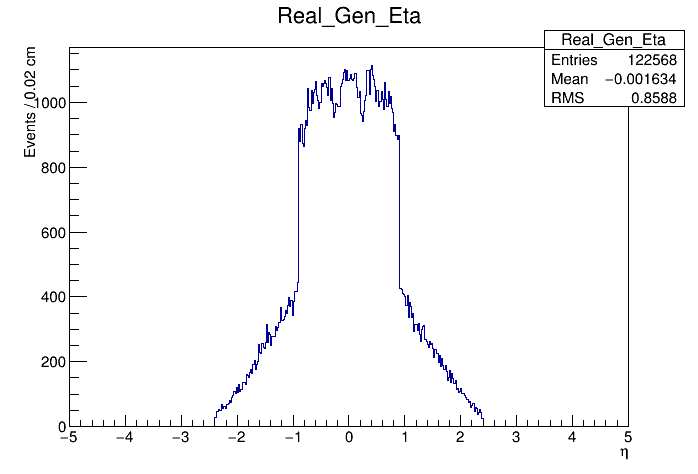 Real_Gen_Eta
Real_Gen_Eta
Entries 122568
Mean −0.001634
RMS 0.8588
Events / 0.02 cm
1000
800
600
400
200
0
−5 −4 −3 −2 −1 0 1 2 3 4 5
η